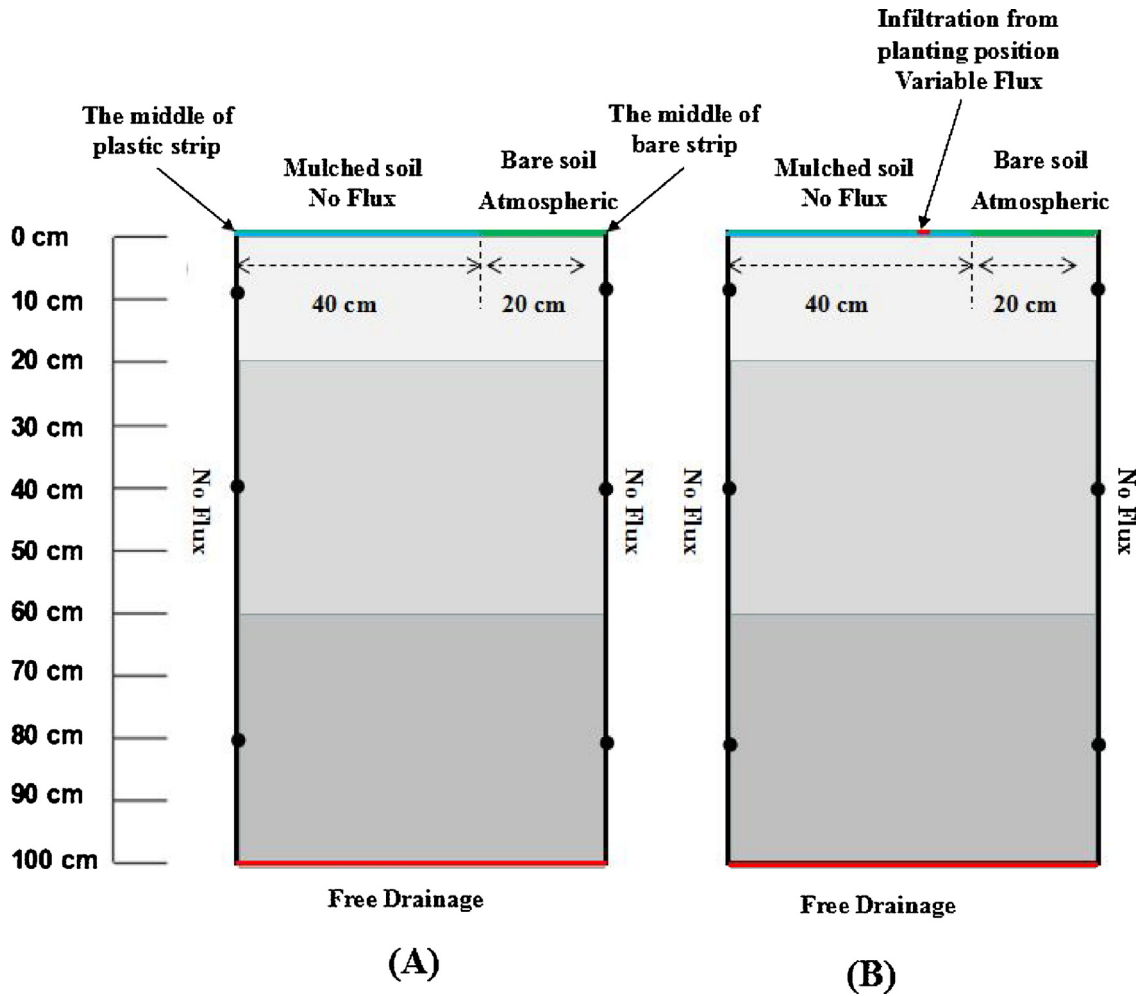 Infiltration from
planting position
Variable Flux
The middle of
plastic strip
The middle of
bare strip
Mulched soil
No Flux
Bare soil
Atmospheric
Mulched soil
No Flux
Bare soil
Atmospheric
0 cm
10 cm
20 cm
30 cm
40 cm
50 cm
60 cm
70 cm
80 cm
90 cm
100 cm
40 cm
20 cm
40 cm
20 cm
No Flux
No Flux
No Flux
No Flux
Free Drainage
Free Drainage
(A)
(B)